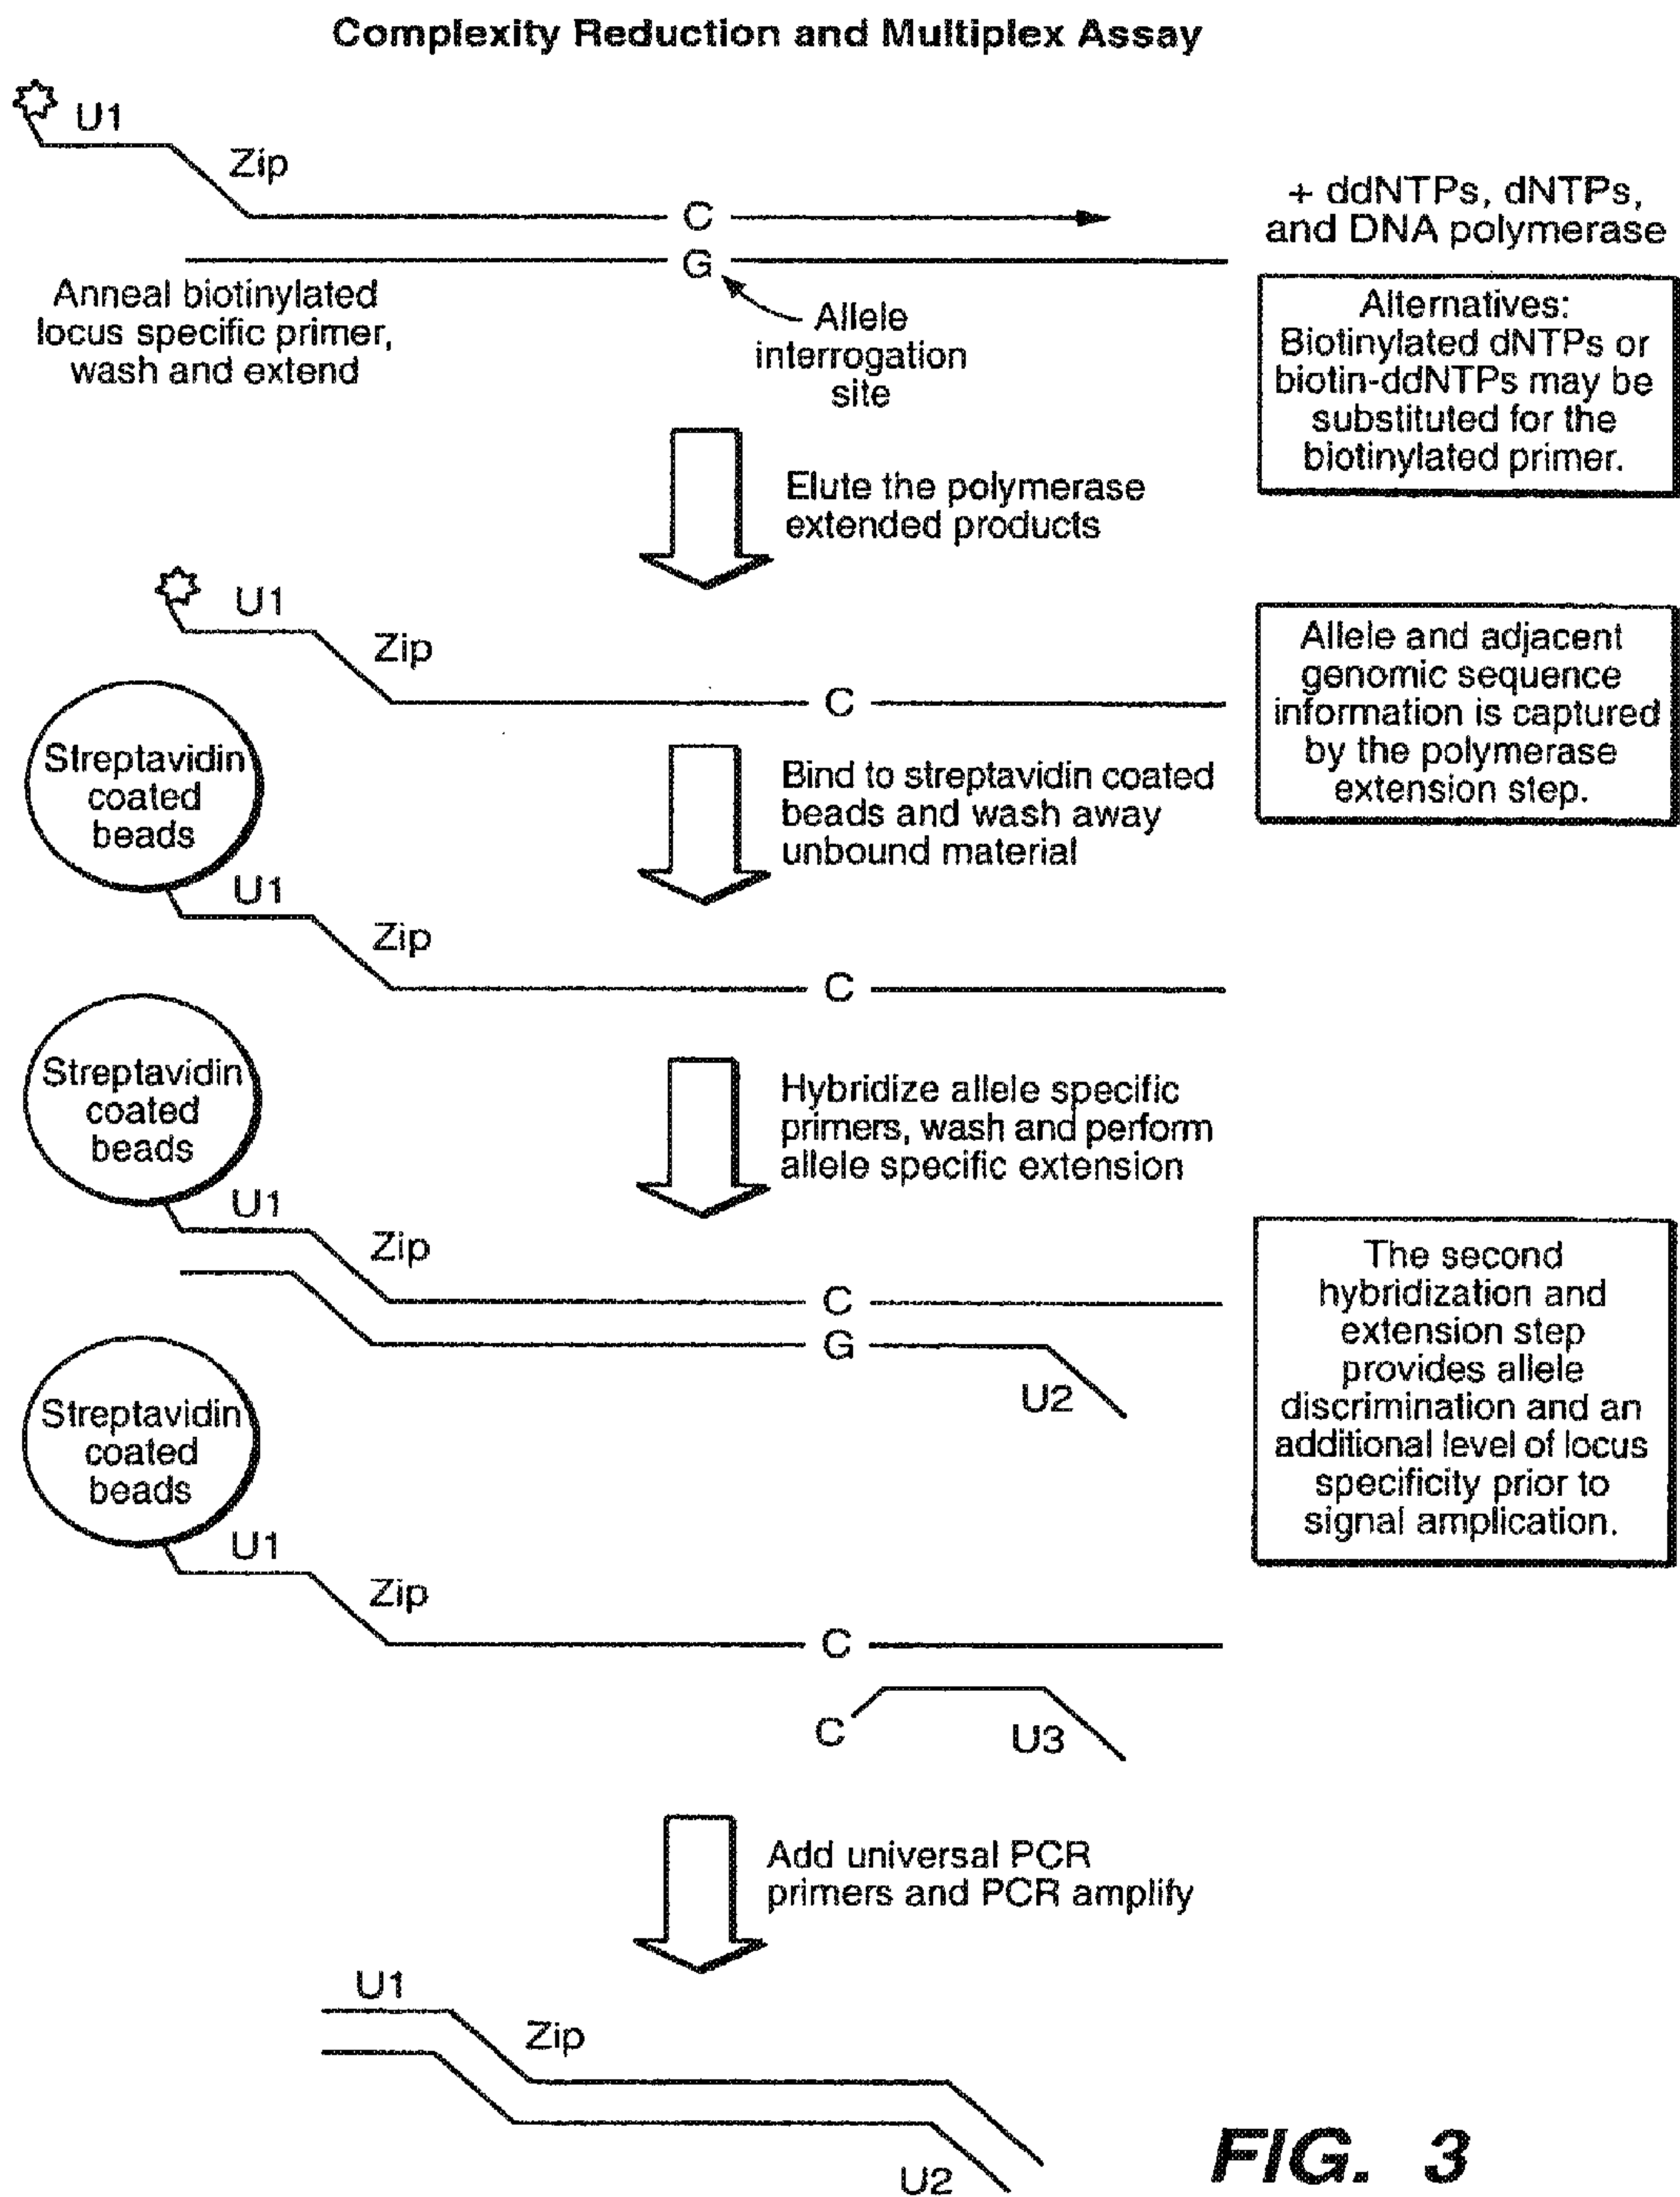 Complexity Reduction and Multiplex Assay
U1
Zip
C
G
+ ddNTPs, dNTPs,
and DNA polymerase
Anneal biotinylated
locus specific primer,
wash and extend
Allele
interrogation
site
Alternatives:
Biotinylated dNTPs or
biotin-ddNTPs may be
substituted for the
biotinylated primer.
Elute the polymerase
extended products
U1
Zip
C
Allele and adjacent
genomic sequence
information is captured
by the polymerase
extension step.
Streptavidin
coated
beads
Bind to streptavidin coated
beads and wash away
unbound material
U1
Zip
C
Streptavidin
coated
beads
Hybridize allele specific
primers, wash and perform
allele specific extension
U1
Zip
C
G
U2
The second
hybridization and
extension step
provides allele
discrimination and an
additional level of locus
specificity prior to
signal amplication.
Streptavidin
coated
beads
U1
Zip
C
C
U3
Add universal PCR
primers and PCR amplify
U1
Zip
U2
FIG. 3